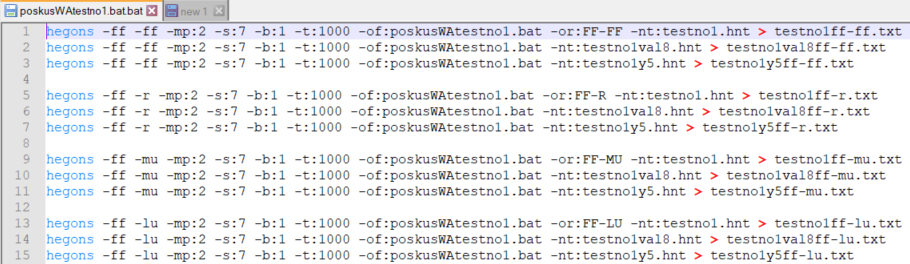 poskusWAtestno1.bat.bat new 1
1 hegons -ff -ff -mp:2 -s:7 -b:1 -t:1000 -of:poskusWAtestno1.bat -or:FF-FF -nt:testno1.hnt > testno1ff-ff.txt
2 hegons -ff -ff -mp:2 -s:7 -b:1 -t:1000 -of:poskusWAtestno1.bat -nt:testno1val8.hnt > testno1val8ff-ff.txt
3 hegons -ff -ff -mp:2 -s:7 -b:1 -t:1000 -of:poskusWAtestno1.bat -nt:testno1y5.hnt > testno1y5ff-ff.txt
4
5 hegons -ff -r -mp:2 -s:7 -b:1 -t:1000 -of:poskusWAtestno1.bat -or:FF-R -nt:testno1.hnt > testno1ff-r.txt
6 hegons -ff -r -mp:2 -s:7 -b:1 -t:1000 -of:poskusWAtestno1.bat -nt:testno1val8.hnt > testno1val8ff-r.txt
7 hegons -ff -r -mp:2 -s:7 -b:1 -t:1000 -of:poskusWAtestno1.bat -nt:testno1y5.hnt > testno1y5ff-r.txt
8
9 hegons -ff -mu -mp:2 -s:7 -b:1 -t:1000 -of:poskusWAtestno1.bat -or:FF-MU -nt:testno1.hnt > testno1ff-mu.txt
10 hegons -ff -mu -mp:2 -s:7 -b:1 -t:1000 -of:poskusWAtestno1.bat -nt:testno1val8.hnt > testno1val8ff-mu.txt
11 hegons -ff -mu -mp:2 -s:7 -b:1 -t:1000 -of:poskusWAtestno1.bat -nt:testno1y5.hnt > testno1y5ff-mu.txt
12
13 hegons -ff -lu -mp:2 -s:7 -b:1 -t:1000 -of:poskusWAtestno1.bat -or:FF-LU -nt:testno1.hnt > testno1ff-lu.txt
14 hegons -ff -lu -mp:2 -s:7 -b:1 -t:1000 -of:poskusWAtestno1.bat -nt:testno1val8.hnt > testno1val8ff-lu.txt
15 hegons -ff -lu -mp:2 -s:7 -b:1 -t:1000 -of:poskusWAtestno1.bat -nt:testno1y5.hnt > testno1y5ff-lu.txt